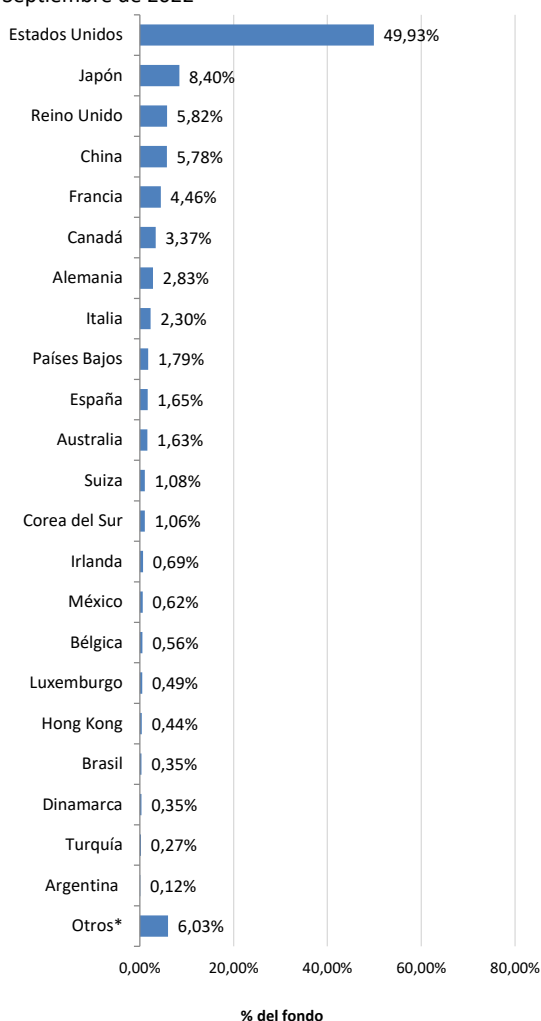 Septiembre de 2022
Estados Unidos 49,93%
Japón 8,40%
Reino Unido 5,82%
China 5,78%
Francia 4,46%
Canadá 3,37%
Alemania 2,83%
Italia 2,30%
Países Bajos 1,79%
España 1,65%
Australia 1,63%
Suiza 1,08%
Corea del Sur 1,06%
Irlanda 0,69%
México 0,62%
Bélgica 0,56%
Luxemburgo 0,49%
Hong Kong 0,44%
Brasil 0,35%
Dinamarca 0,35%
Turquía 0,27%
Argentina 0,12%
Otros* 6,03%
0,00% 20,00% 40,00% 60,00% 80,00%
% del fondo